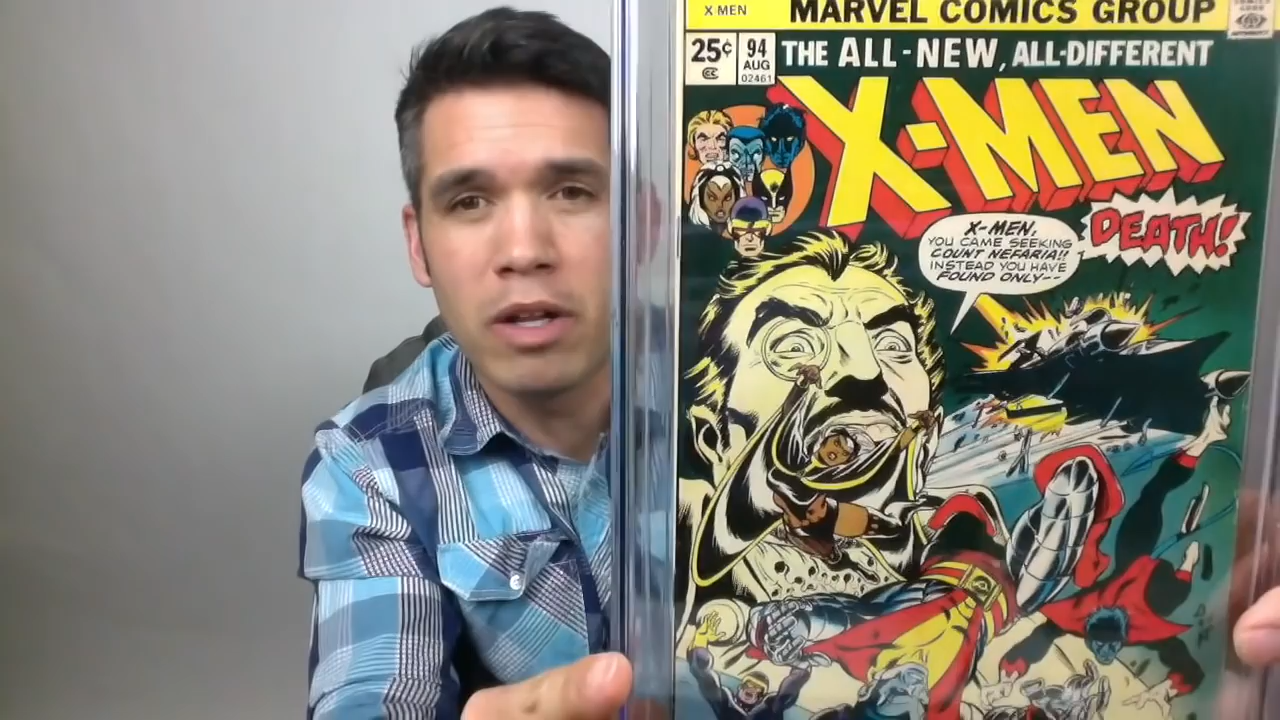 X MEN
MARVEL COMICS GROUP
25¢
CC
94
AUG
02461
THE ALL-NEW, ALL-DIFFERENT
X-MEN
X-MEN,
YOU CAME SEEKING
COUNT NEFARIA!!
INSTEAD YOU HAVE
FOUND ONLY--
DEATH!